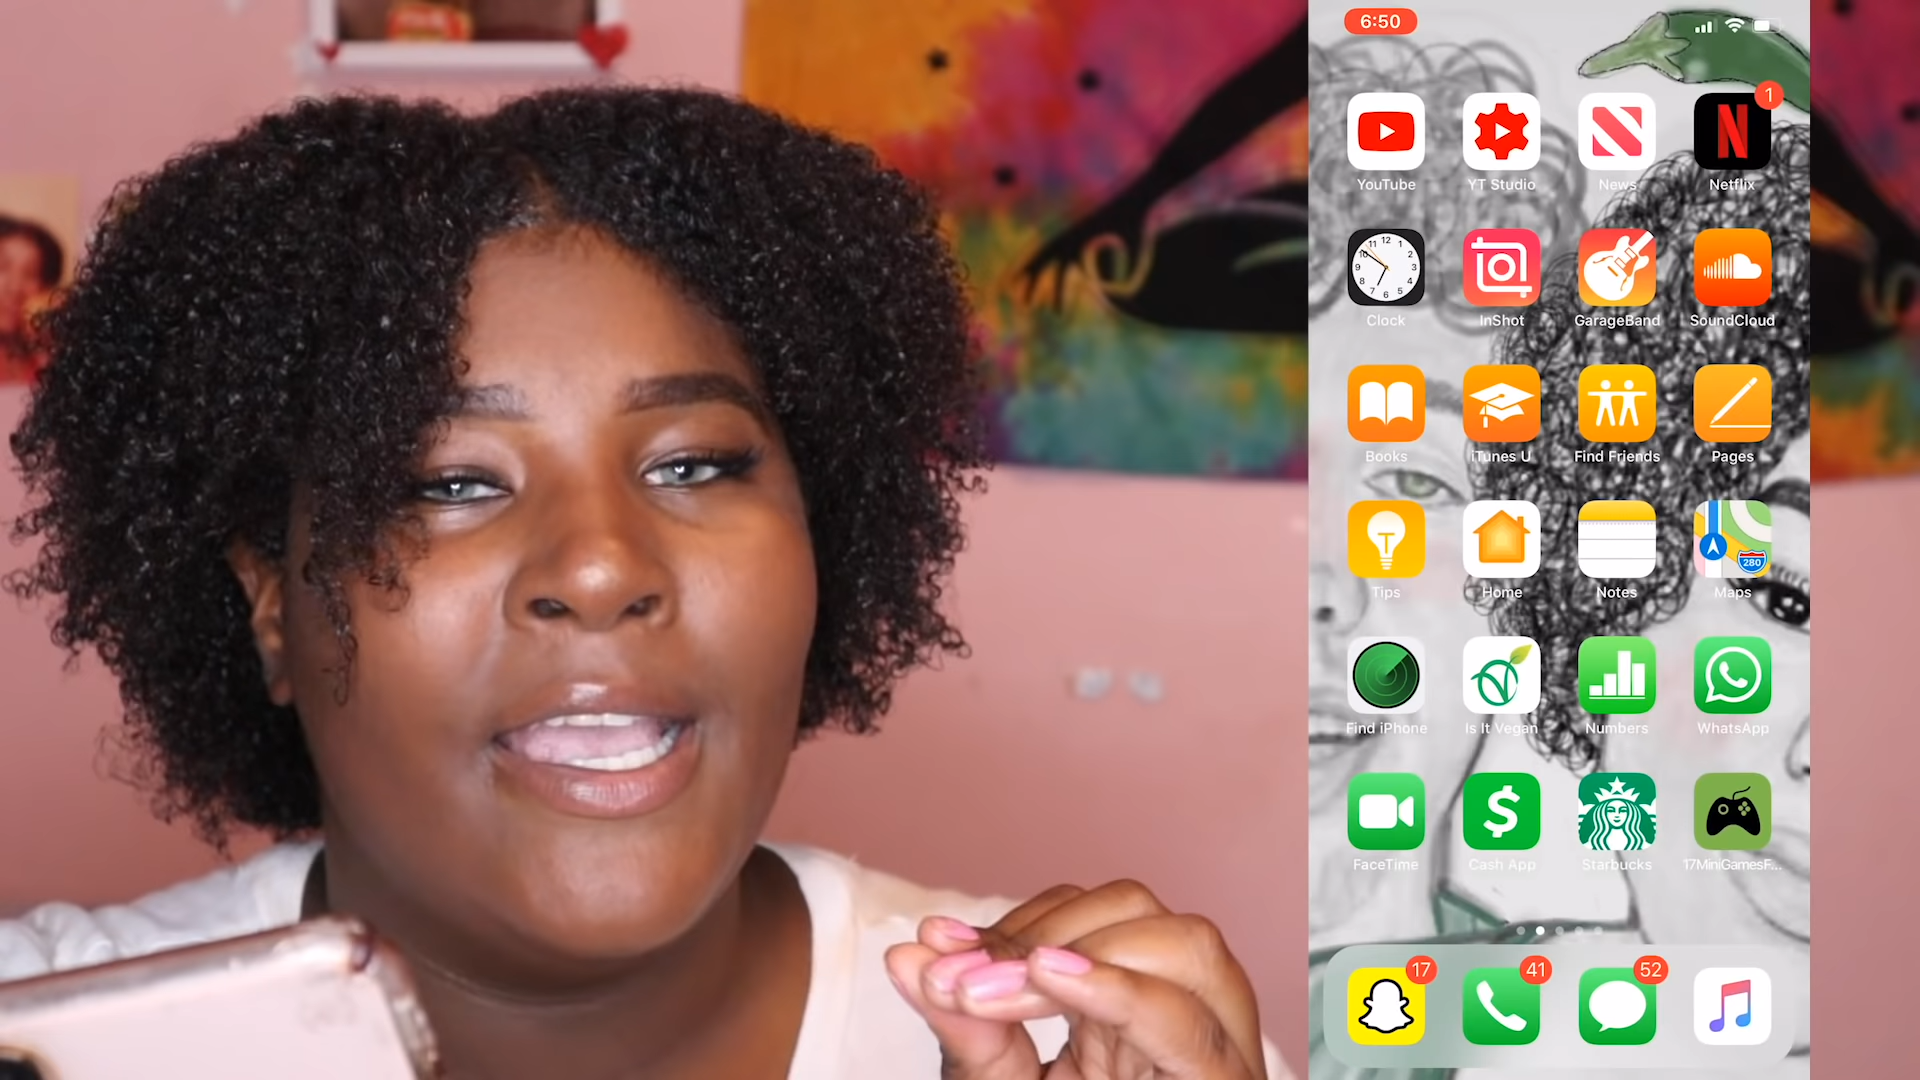 6:50
1
YouTube YT Studio News Netflix
Clock InShot GarageBand SoundCloud
Books iTunes U Find Friends Pages
280
Tips Home Notes Maps
Find iPhone Is It Vegan Numbers WhatsApp
FaceTime Cash App Starbucks 17MiniGamesF...
17 41 52